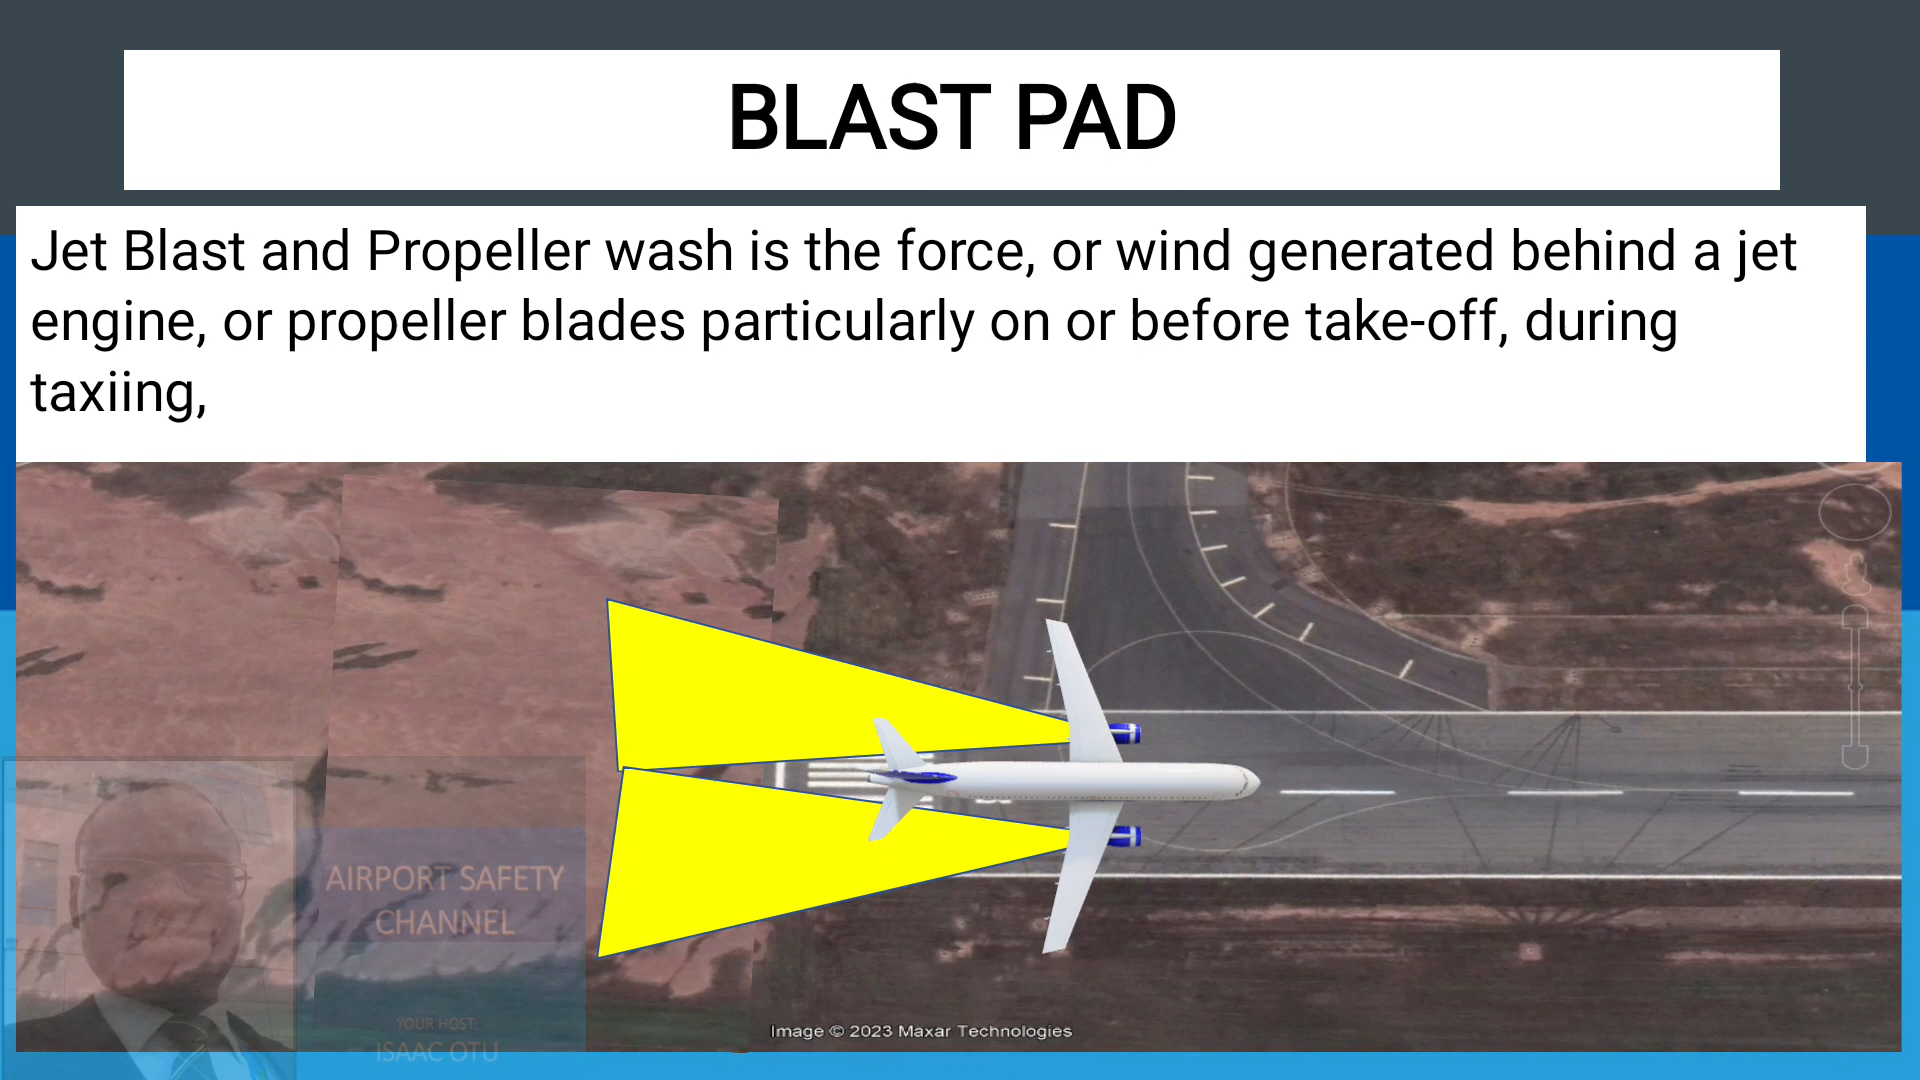 BLAST PAD
Jet Blast and Propeller wash is the force, or wind generated behind a jet
engine, or propeller blades particularly on or before take-off, during
taxiing,
AIRPORT SAFETY
CHANNEL
YOUR HOST:
ISAAC OTU
Image © 2023 Maxar Technologies